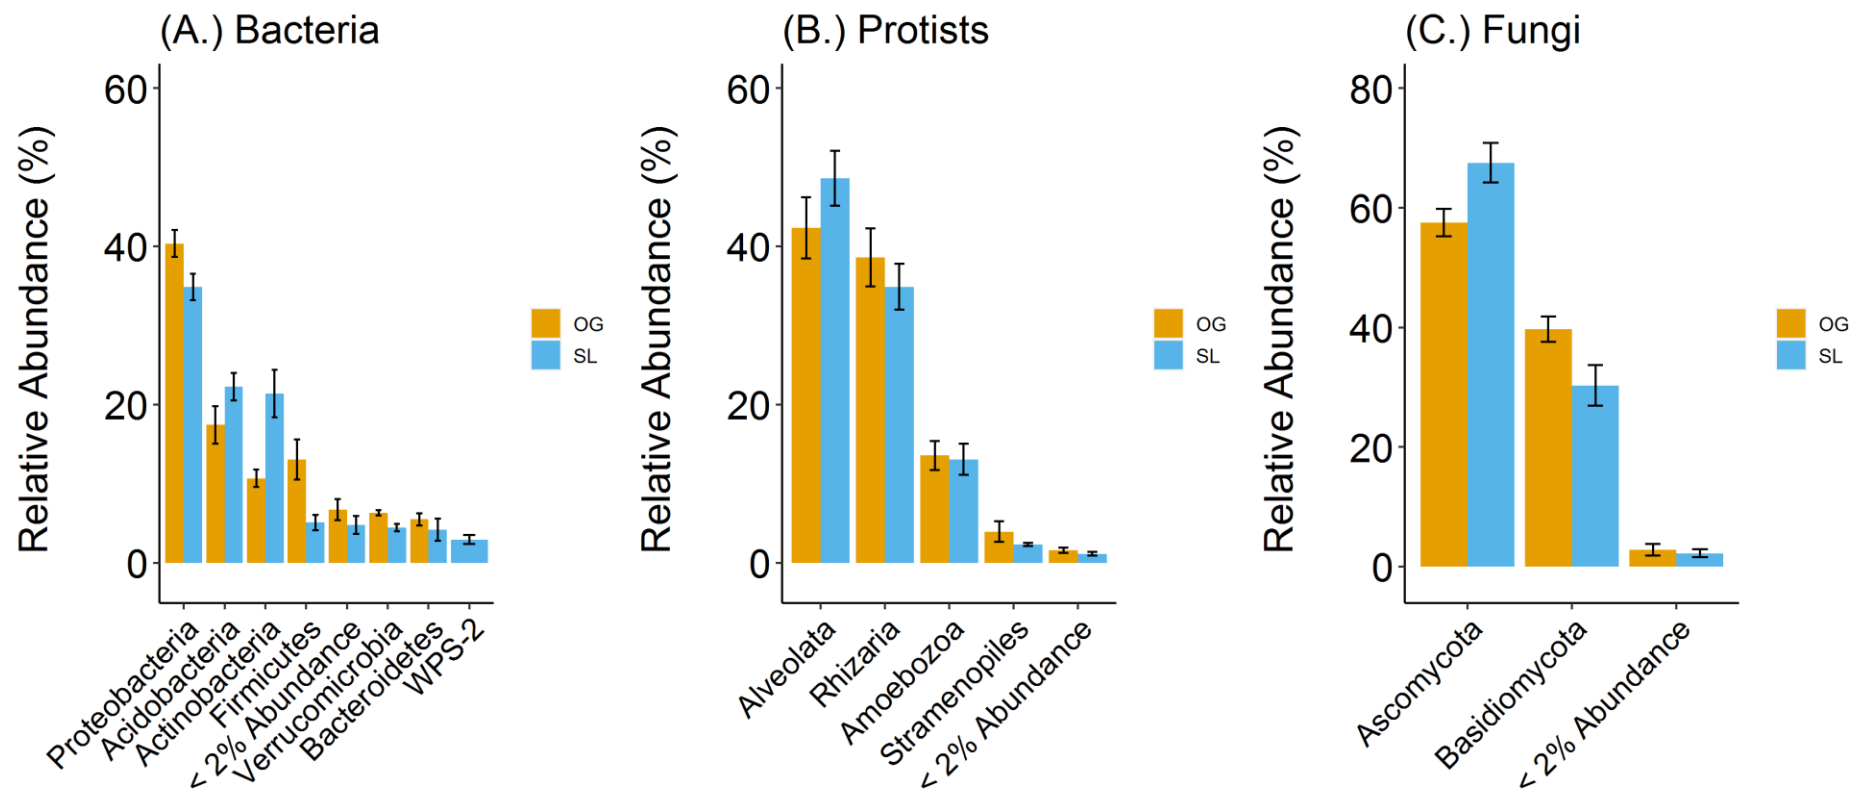 (A.) Bacteria
Relative Abundance (%)
60
40
20
0
Proteobacteria
Acidobacteria
Actinobacteria
Firmicutes
< 2% Abundance
Verrucomicrobia
Bacteroidetes
WPS-2
OG
SL
(B.) Protists
Relative Abundance (%)
60
40
20
0
Alveolata
Rhizaria
Amoebozoa
Stramenopiles
< 2% Abundance
OG
SL
(C.) Fungi
Relative Abundance (%)
80
60
40
20
0
Ascomycota
Basidiomycota
< 2% Abundance
OG
SL